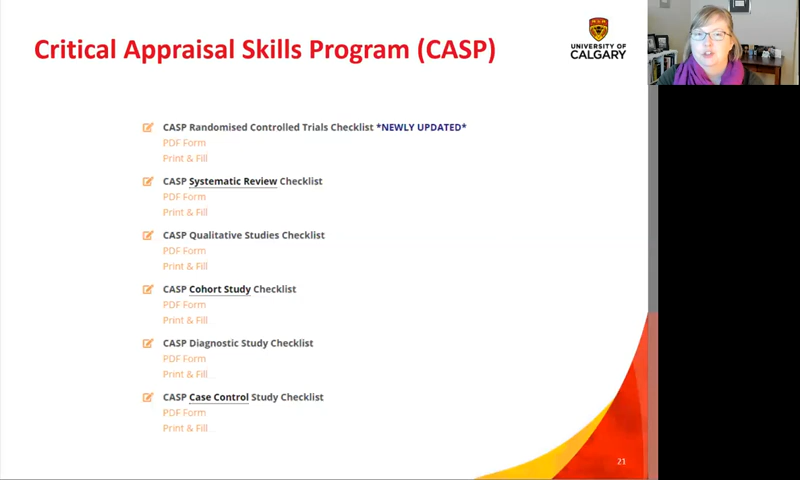 Critical Appraisal Skills Program (CASP)
UNIVERSITY OF
CALGARY
CASP Randomised Controlled Trials Checklist *NEWLY UPDATED*
PDF Form
Print & Fill
CASP Systematic Review Checklist
PDF Form
Print & Fill
CASP Qualitative Studies Checklist
PDF Form
Print & Fill
CASP Cohort Study Checklist
PDF Form
Print & Fill
CASP Diagnostic Study Checklist
PDF Form
Print & Fill
CASP Case Control Study Checklist
PDF Form
Print & Fill
21